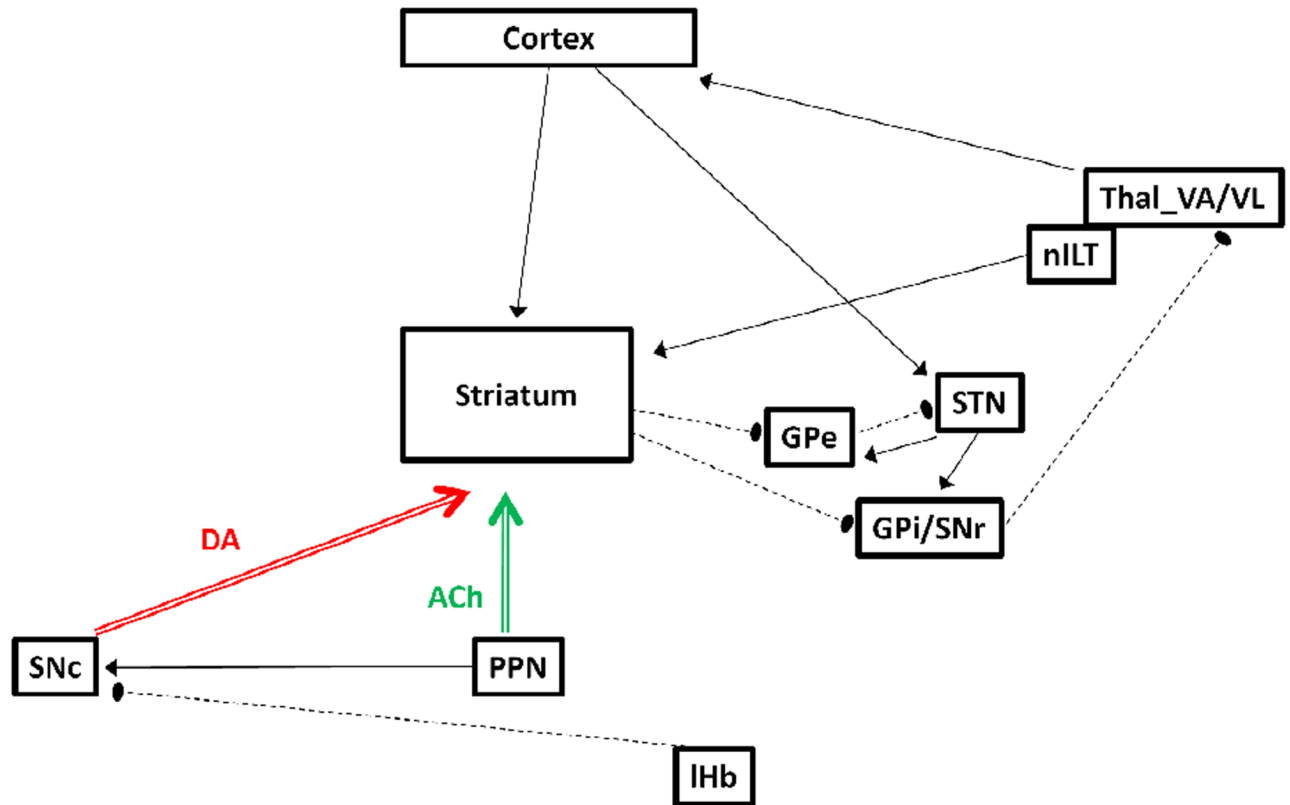 Cortex
Thal_VA/VL
nILT
Striatum
STN
GPe
GPi/SNr
DA
ACh
SNc
PPN
lHb